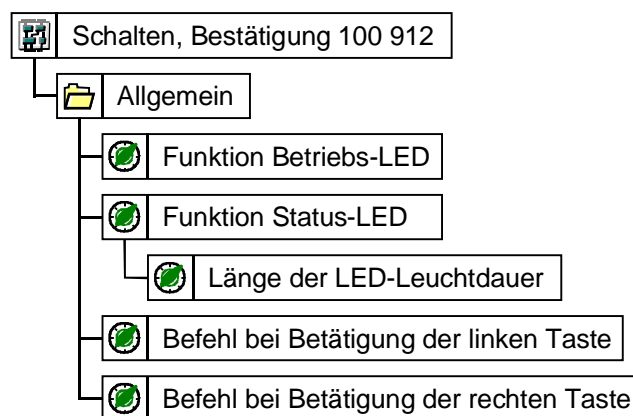 Schalten, Bestätigung 100 912
Allgemein
Funktion Betriebs-LED
Funktion Status-LED
Länge der LED-Leuchtdauer
Befehl bei Betätigung der linken Taste
Befehl bei Betätigung der rechten Taste